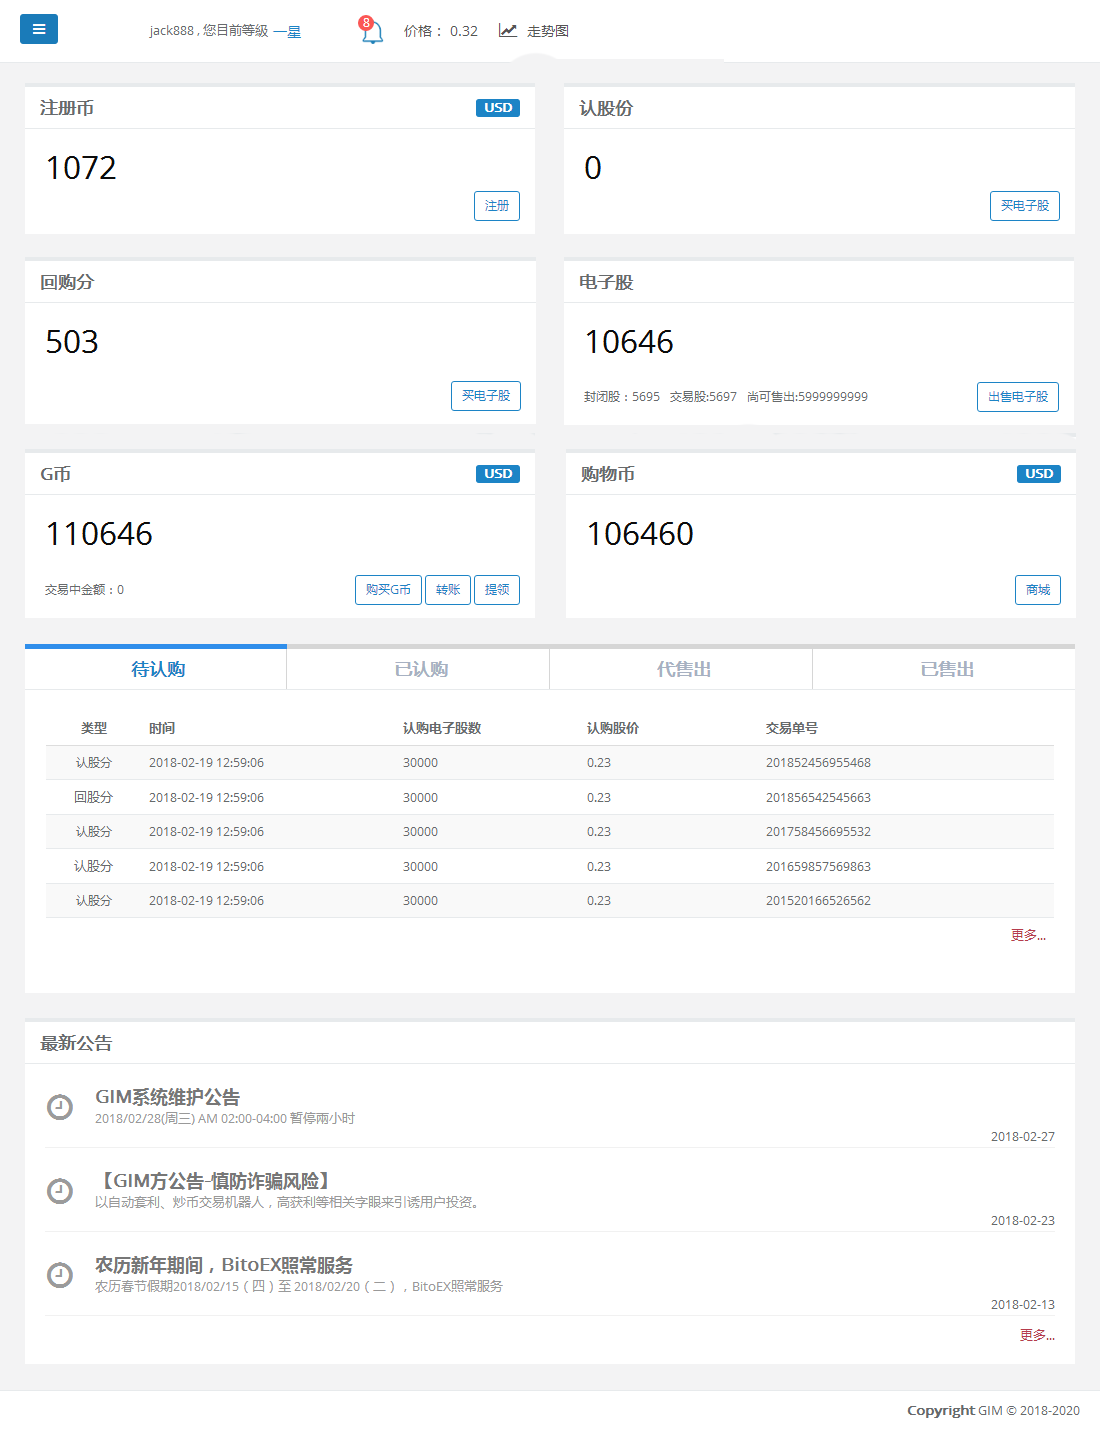 jack888 , 您目前等級 一星
8
价格： 0.32
走势图
注册币 USD
1072
注册
认股份
0
买电子股
回购分
503
买电子股
电子股
10646
封闭股：5695 交易股:5697 尚可售出:5999999999
出售电子股
G币 USD
110646
交易中金额：0
购买G币 转账 提领
购物币 USD
106460
商城
待认购 已认购 代售出 已售出
类型 时间 认购电子股数 认购股价 交易单号
认股分 2018-02-19 12:59:06 30000 0.23 201852456955468
回股分 2018-02-19 12:59:06 30000 0.23 201856542545663
认股分 2018-02-19 12:59:06 30000 0.23 201758456695532
认股分 2018-02-19 12:59:06 30000 0.23 201659857569863
认股分 2018-02-19 12:59:06 30000 0.23 201520166526562
更多...
最新公告
GIM系统维护公告
2018/02/28(周三) AM 02:00-04:00 暂停兩小时
2018-02-27
【GIM方公告-慎防诈骗风险】
以自动套利、炒币交易机器人，高获利等相关字眼来引诱用户投资。
2018-02-23
农历新年期间，BitoEX照常服务
农历春节假期2018/02/15（四）至 2018/02/20（二），BitoEX照常服务
2018-02-13
更多...
Copyright GIM © 2018-2020